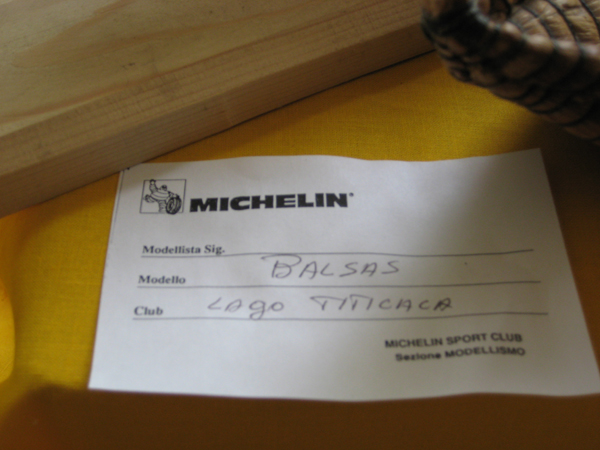 MICHELIN
Modellista Sig.
Modello BALSAS
Club LAGO TITICACA
MICHELIN SPORT CLUB
Sezione MODELLISMO